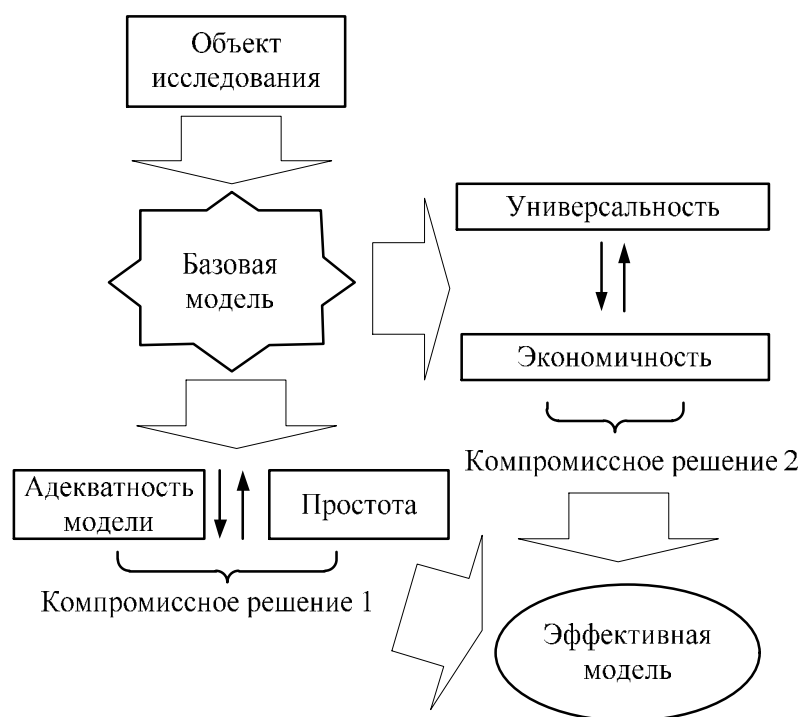 Объект
исследования
Универсальность
Базовая
модель
Экономичность
Компромиссное решение 2
Адекватность
модели
Простота
Компромиссное решение 1
Эффективная
модель